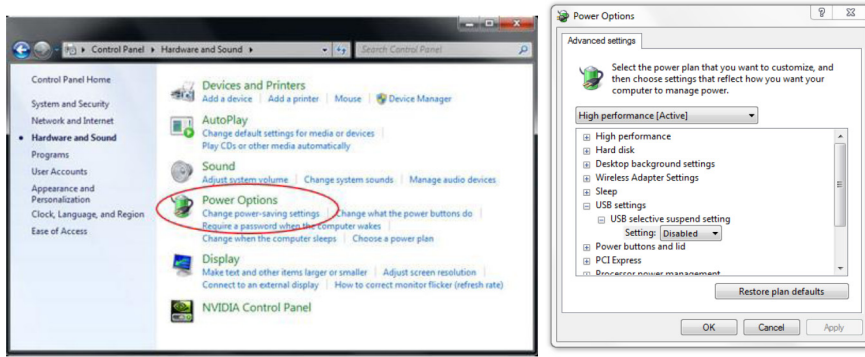 Control Panel ▸ Hardware and Sound ▸
Search Control Panel
Control Panel Home
System and Security
Network and Internet
Hardware and Sound
Programs
User Accounts
Appearance and
Personalization
Clock, Language, and Region
Ease of Access
Devices and Printers
Add a device | Add a printer | Mouse | Device Manager
AutoPlay
Change default settings for media or devices
Play CDs or other media automatically
Sound
Adjust system volume | Change system sounds | Manage audio devices
Power Options
Change power-saving settings | Change what the power buttons do
Require a password when the computer wakes
Change when the computer sleeps | Choose a power plan
Display
Make text and other items larger or smaller | Adjust screen resolution
Connect to an external display | How to correct monitor flicker (refresh rate)
NVIDIA Control Panel
Power Options
Advanced settings
Select the power plan that you want to customize, and
then choose settings that reflect how you want your
computer to manage power.
High performance [Active]
High performance
Hard disk
Desktop background settings
Wireless Adapter Settings
Sleep
USB settings
USB selective suspend setting
Setting: Disabled
Power buttons and lid
PCI Express
Processor power management
Restore plan defaults
OK Cancel Apply